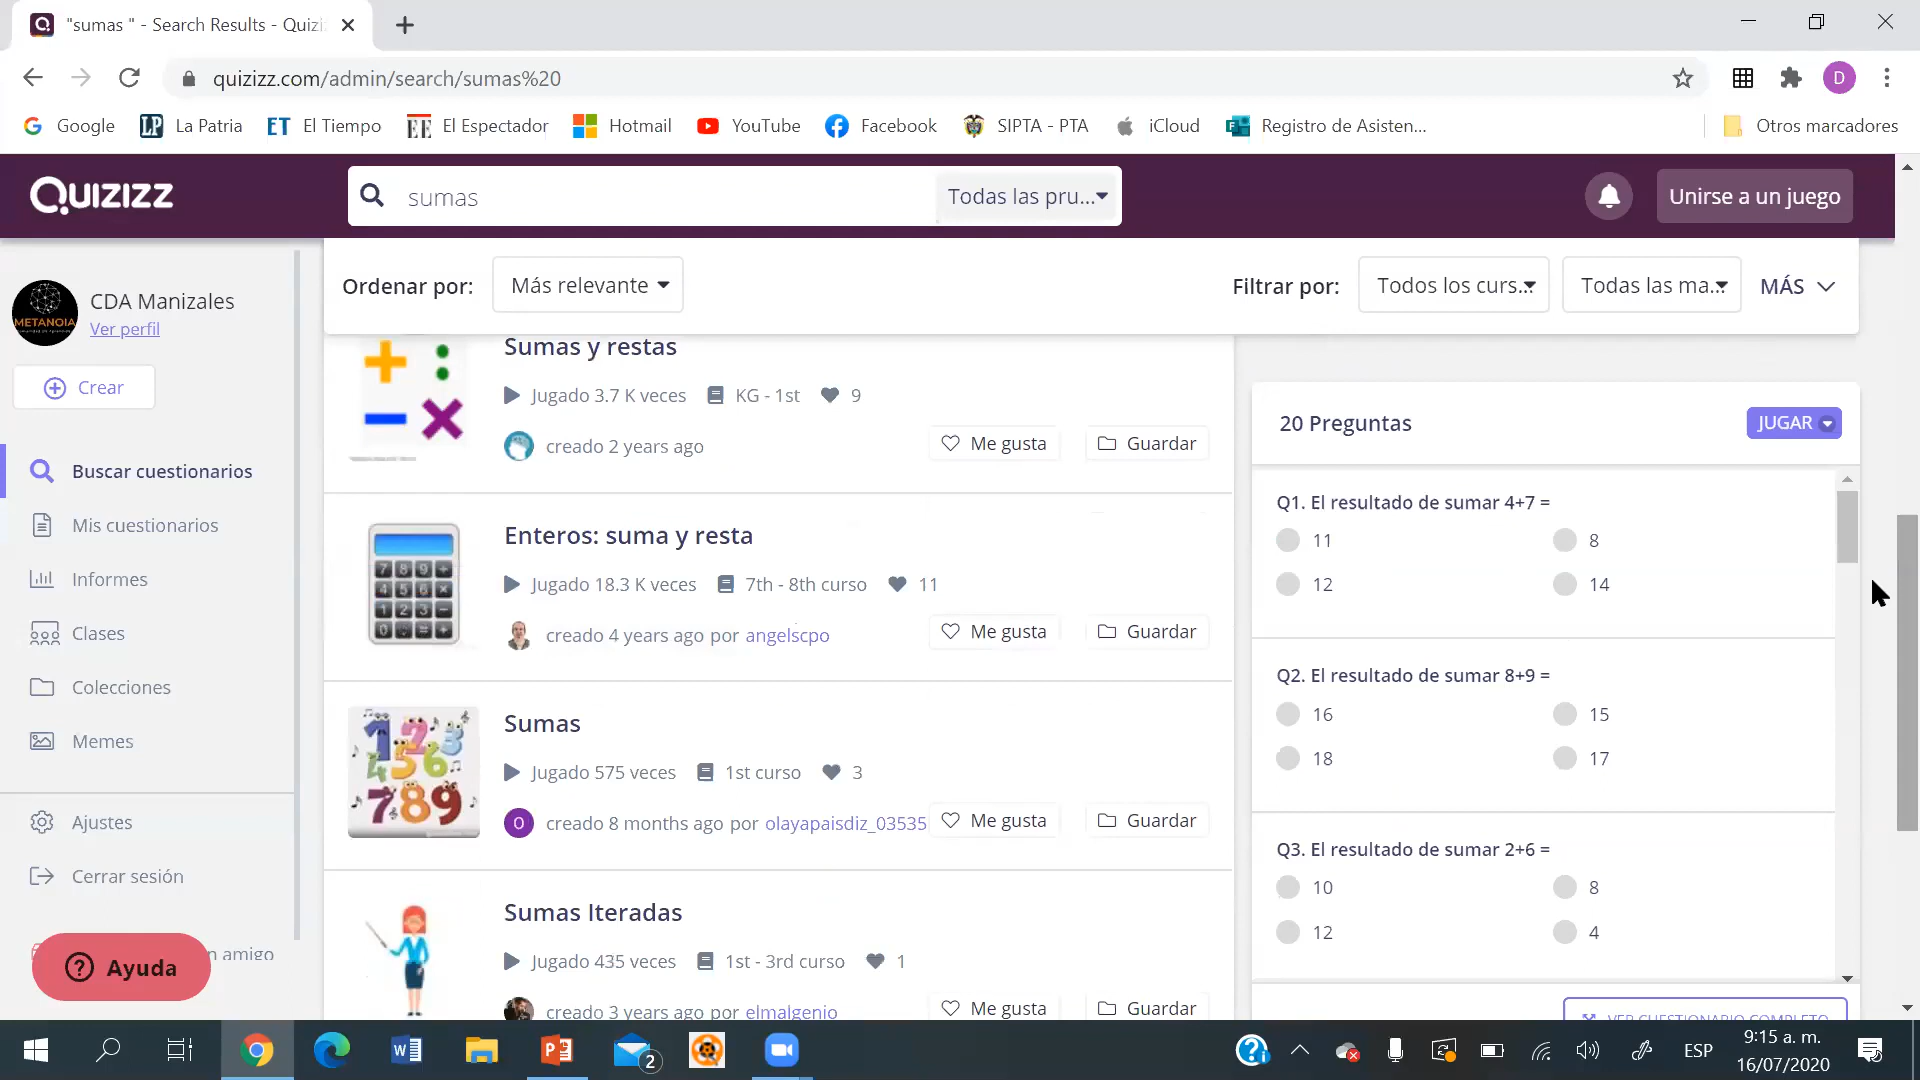 "sumas " - Search Results - Quizi
quizizz.com/admin/search/sumas%20
D
Google
La Patria
El Tiempo
El Espectador
Hotmail
YouTube
Facebook
SIPTA - PTA
iCloud
Registro de Asisten...
Otros marcadores
Quizizz
sumas
Todas las pru...
Unirse a un juego
METANOIA
CDA Manizales
Ver perfil
Crear
Buscar cuestionarios
Mis cuestionarios
Informes
Clases
Colecciones
Memes
Ajustes
Cerrar sesión
n amigo
Ayuda
Ordenar por:
Más relevante
Filtrar por:
Todos los curs...
Todas las ma...
MÁS
Sumas y restas
Jugado 3.7 K veces KG - 1st 9
creado 2 years ago
Me gusta
Guardar
Enteros: suma y resta
Jugado 18.3 K veces 7th - 8th curso 11
creado 4 years ago por angelscpo
Me gusta
Guardar
Sumas
Jugado 575 veces 1st curso 3
O
creado 8 months ago por olayapaisdiz_03535
Me gusta
Guardar
Sumas Iteradas
Jugado 435 veces 1st - 3rd curso 1
creado 3 years ago por elmalgenio
Me gusta
Guardar
20 Preguntas
JUGAR
Q1. El resultado de sumar 4+7 =
11 8
12 14
Q2. El resultado de sumar 8+9 =
16 15
18 17
Q3. El resultado de sumar 2+6 =
10 8
12 4
VER CUESTIONARIO COMPLETO
2
ESP
9:15 a. m.
16/07/2020